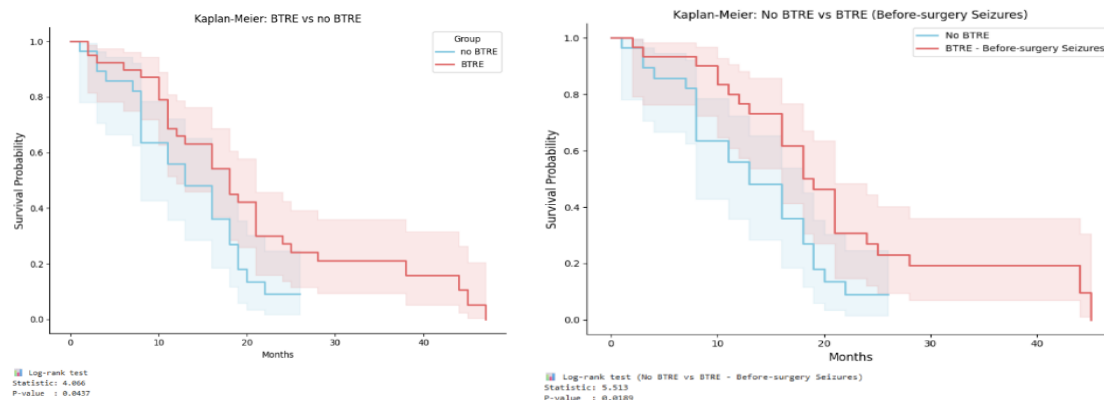 Kaplan-Meier: BTRE vs no BTRE
Group
no BTRE
BTRE
Survival Probability
1.0
0.8
0.6
0.4
0.2
0.0
0
10
20
30
40
Months
Log-rank test
Statistic: 4.066
P-value : 0.0437
Kaplan-Meier: No BTRE vs BTRE (Before-surgery Seizures)
No BTRE
BTRE - Before-surgery Seizures
Survival Probability
1.0
0.8
0.6
0.4
0.2
0.0
0
10
20
30
40
Months
Log-rank test (No BTRE vs BTRE - Before-surgery Seizures)
Statistic: 5.513
P-value : 0.0189